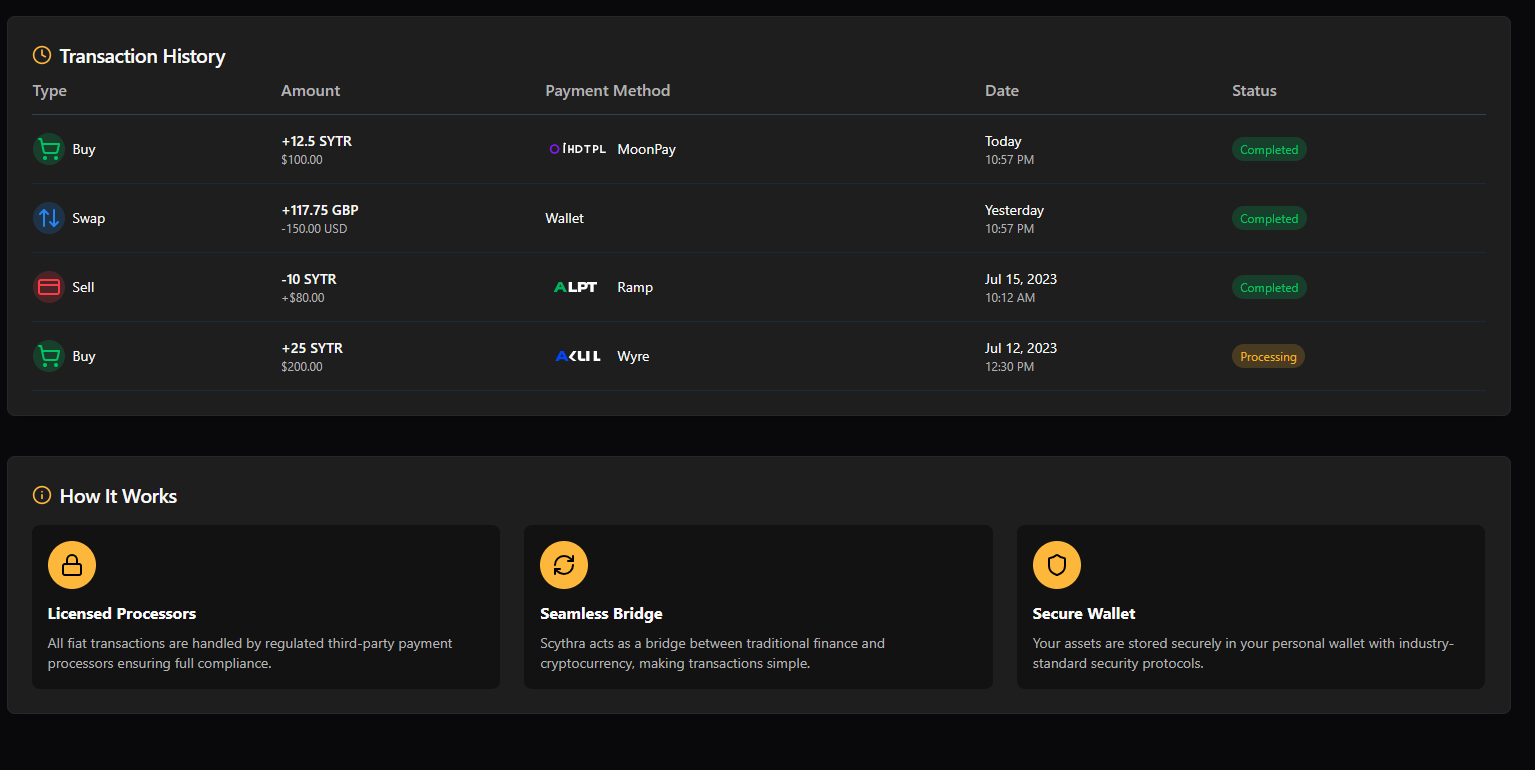 Transaction History
Type Amount Payment Method Date Status
Buy +12.5 SYTR MoonPay Today Completed
$100.00 10:57 PM
Swap +117.75 GBP Wallet Yesterday Completed
-150.00 USD 10:57 PM
Sell -10 SYTR ALPT Ramp Jul 15, 2023 Completed
+$80.00 10:12 AM
Buy +25 SYTR Wyre Jul 12, 2023 Processing
$200.00 12:30 PM
How It Works
Licensed Processors
All fiat transactions are handled by regulated third-party payment
processors ensuring full compliance.
Seamless Bridge
Scythra acts as a bridge between traditional finance and
cryptocurrency, making transactions simple.
Secure Wallet
Your assets are stored securely in your personal wallet with industry-
standard security protocols.